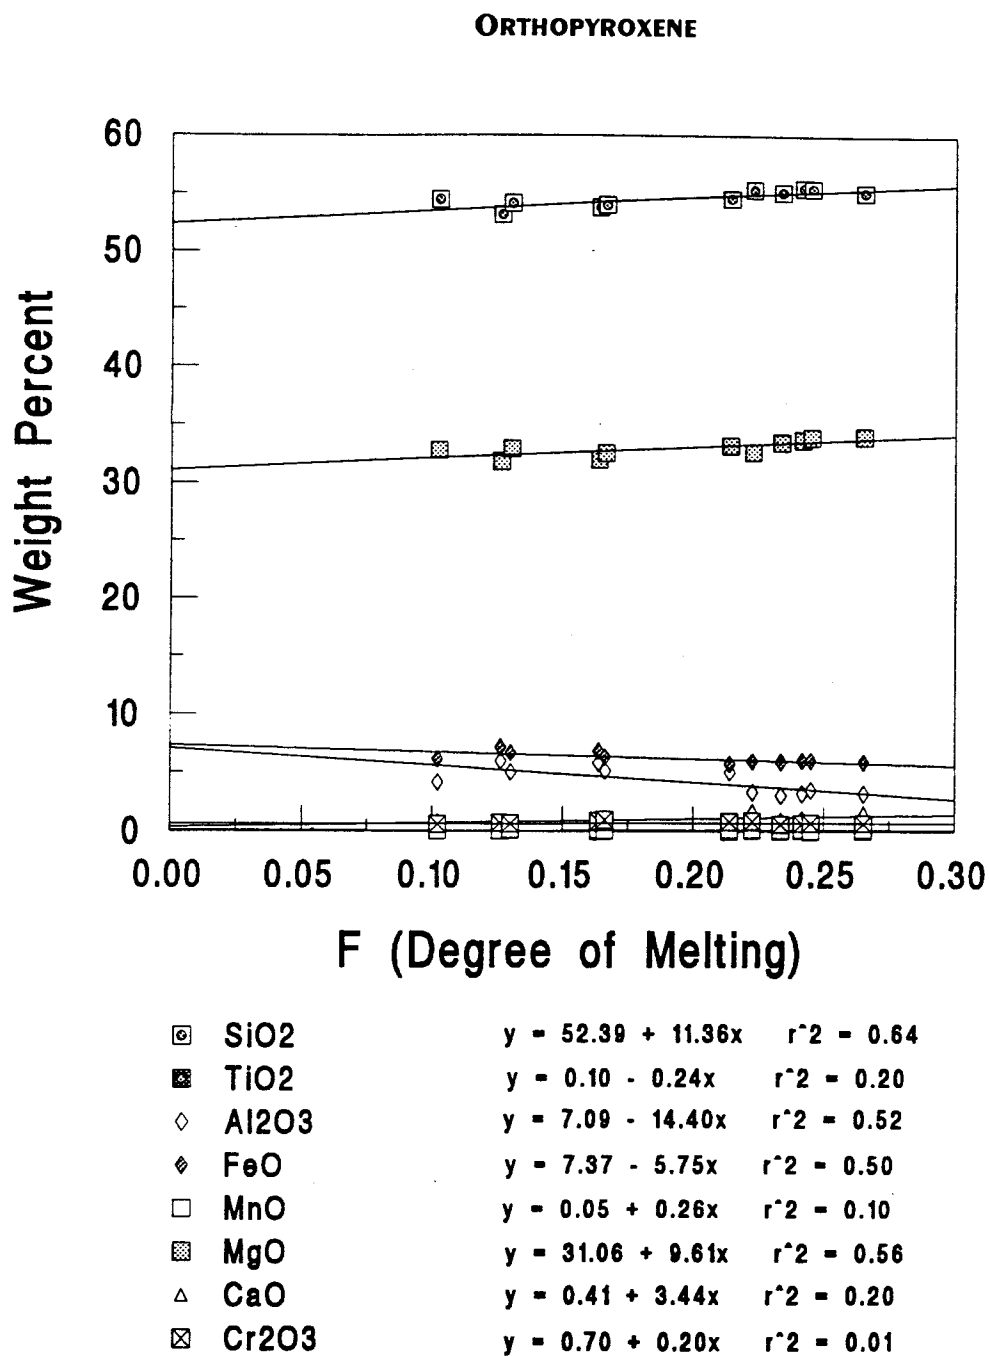 ORTHOPYROXENE
60
50
40
30
20
10
0
Weight Percent
0.00 0.05 0.10 0.15 0.20 0.25 0.30
F (Degree of Melting)
SiO2 y = 52.39 + 11.36x r^2 = 0.64
TiO2 y = 0.10 - 0.24x r^2 = 0.20
Al2O3 y = 7.09 - 14.40x r^2 = 0.52
FeO y = 7.37 - 5.75x r^2 = 0.50
MnO y = 0.05 + 0.26x r^2 = 0.10
MgO y = 31.06 + 9.61x r^2 = 0.56
CaO y = 0.41 + 3.44x r^2 = 0.20
Cr2O3 y = 0.70 + 0.20x r^2 = 0.01